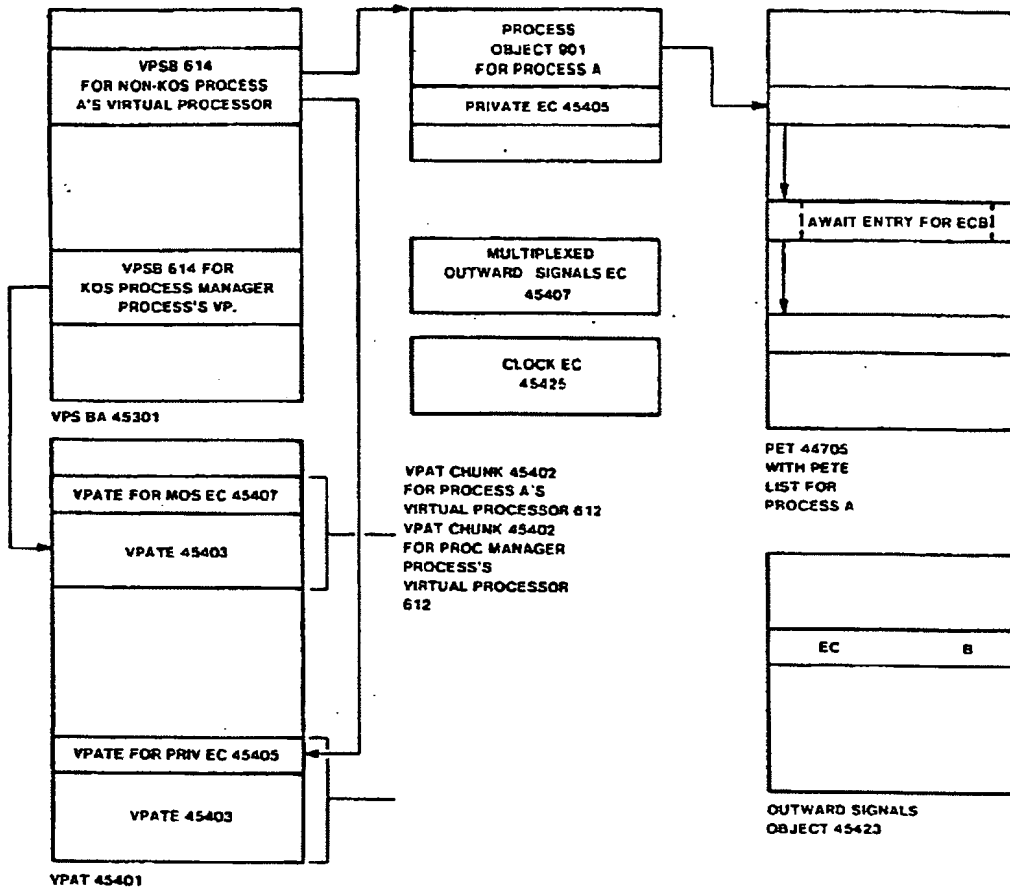 VPSB 614
FOR NON-KOS PROCESS
A'S VIRTUAL PROCESSOR
VPSB 614 FOR
KOS PROCESS MANAGER
PROCESS'S VP.
VPS BA 45301
VPATE FOR MOS EC 45407
VPATE 45403
VPATE FOR PRIV EC 45405
VPATE 45403
VPAT 45401
PROCESS
OBJECT 901
FOR PROCESS A
PRIVATE EC 45405
MULTIPLEXED
OUTWARD SIGNALS EC
45407
CLOCK EC
45425
VPAT CHUNK 45402
FOR PROCESS A'S
VIRTUAL PROCESSOR 612
VPAT CHUNK 45402
FOR PROC MANAGER
PROCESS'S
VIRTUAL PROCESSOR
612
AWAIT ENTRY FOR ECB
PET 44705
WITH PETE
LIST FOR
PROCESS A
EC B
OUTWARD SIGNALS
OBJECT 45423